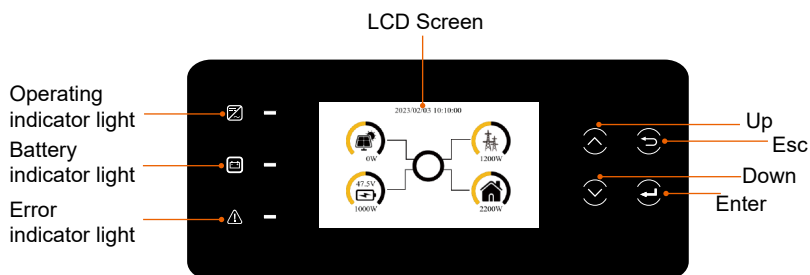 LCD Screen
Operating
indicator light
Battery
indicator light
Error
indicator light
2023/02/03 10:10:00
0W
1200W
47.5V
1000W
2200W
Up
Esc
Down
Enter